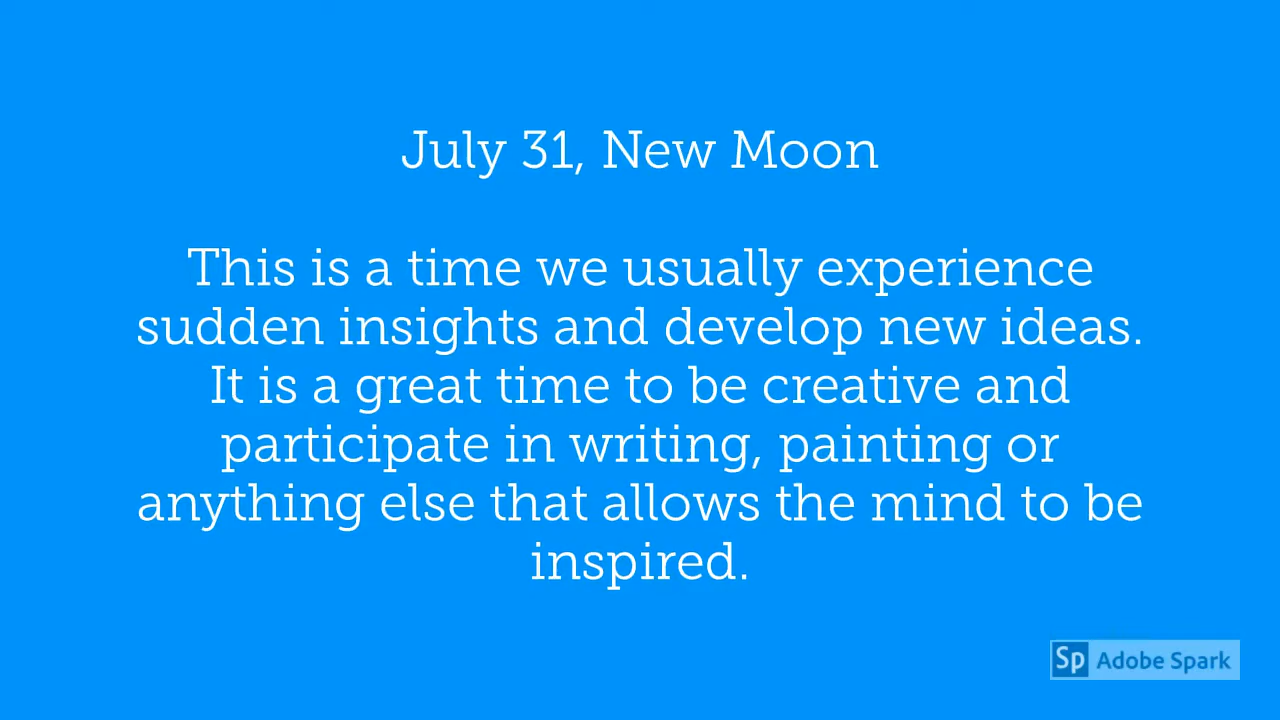 July 31, New Moon
This is a time we usually experience
sudden insights and develop new ideas.
It is a great time to be creative and
participate in writing, painting or
anything else that allows the mind to be
inspired.
Sp Adobe Spark